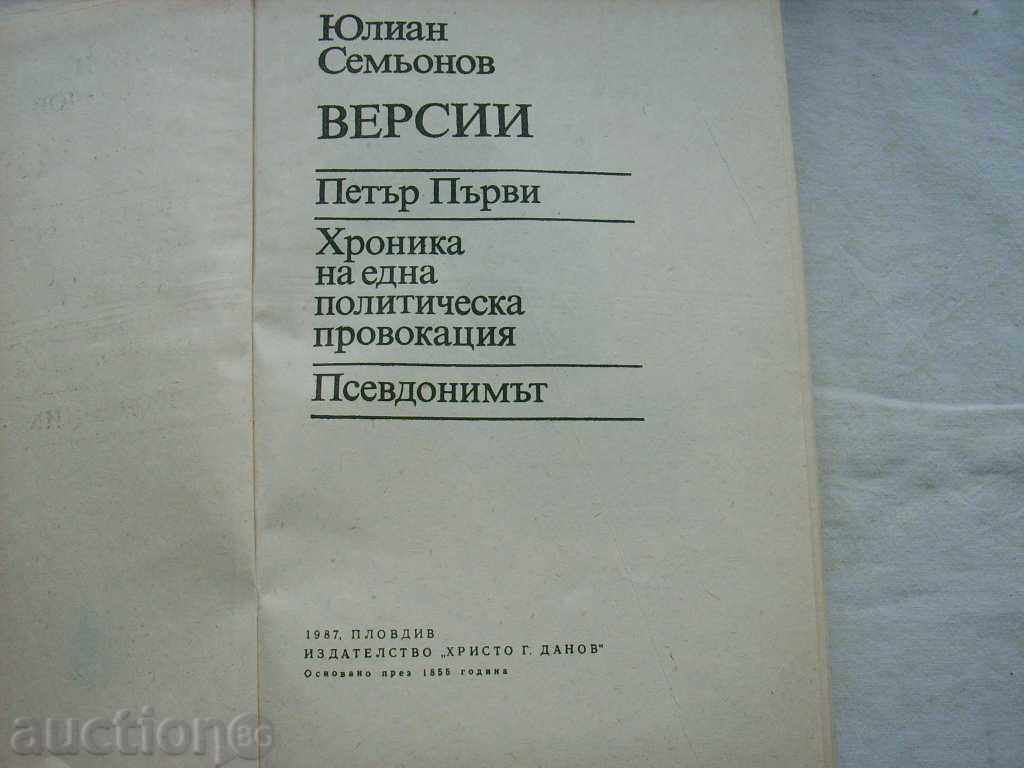 Юлиан
Семьонов
ВЕРСИИ
Петър Първи
Хроника
на една
политическа
провокация
Псевдонимът
1987, ПЛОВДИВ
ИЗДАТЕЛСТВО „ХРИСТО Г. ДАНОВ"
Основано през 1855 година
auction BG